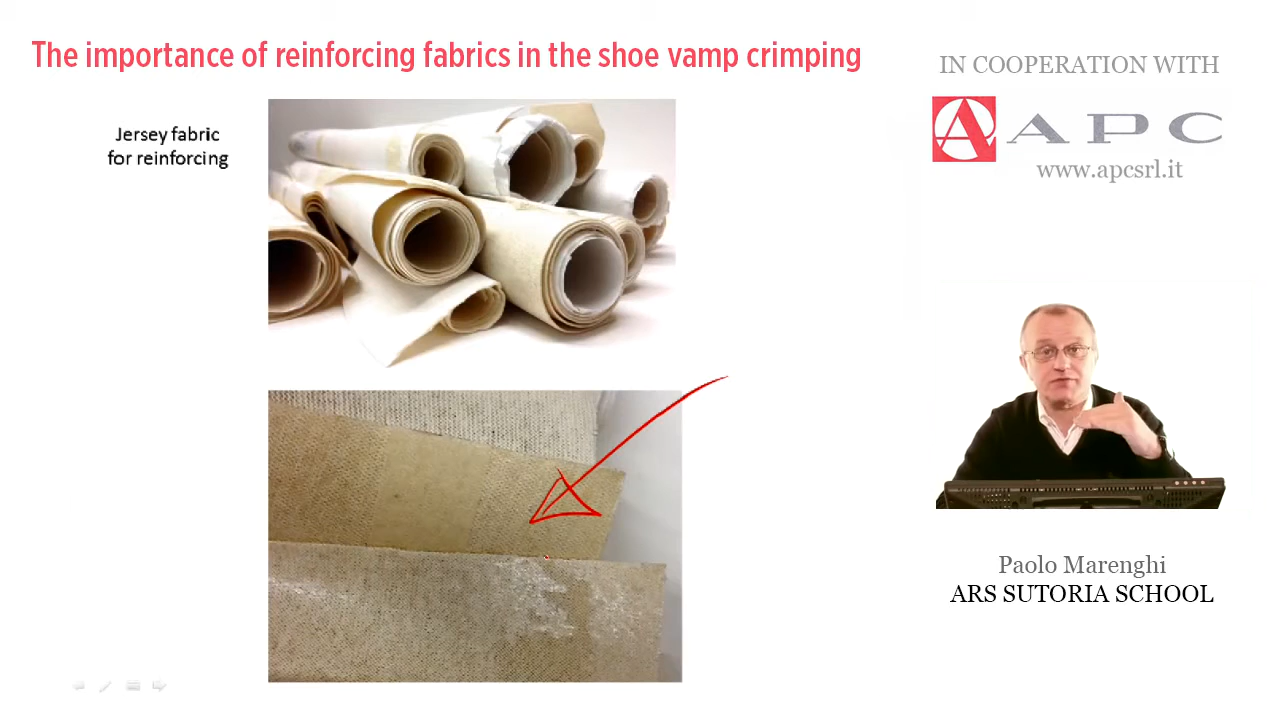 The importance of reinforcing fabrics in the shoe vamp crimping
Jersey fabric
for reinforcing
IN COOPERATION WITH
A APC
www.apcsrl.it
Paolo Marenghi
ARS SUTORIA SCHOOL